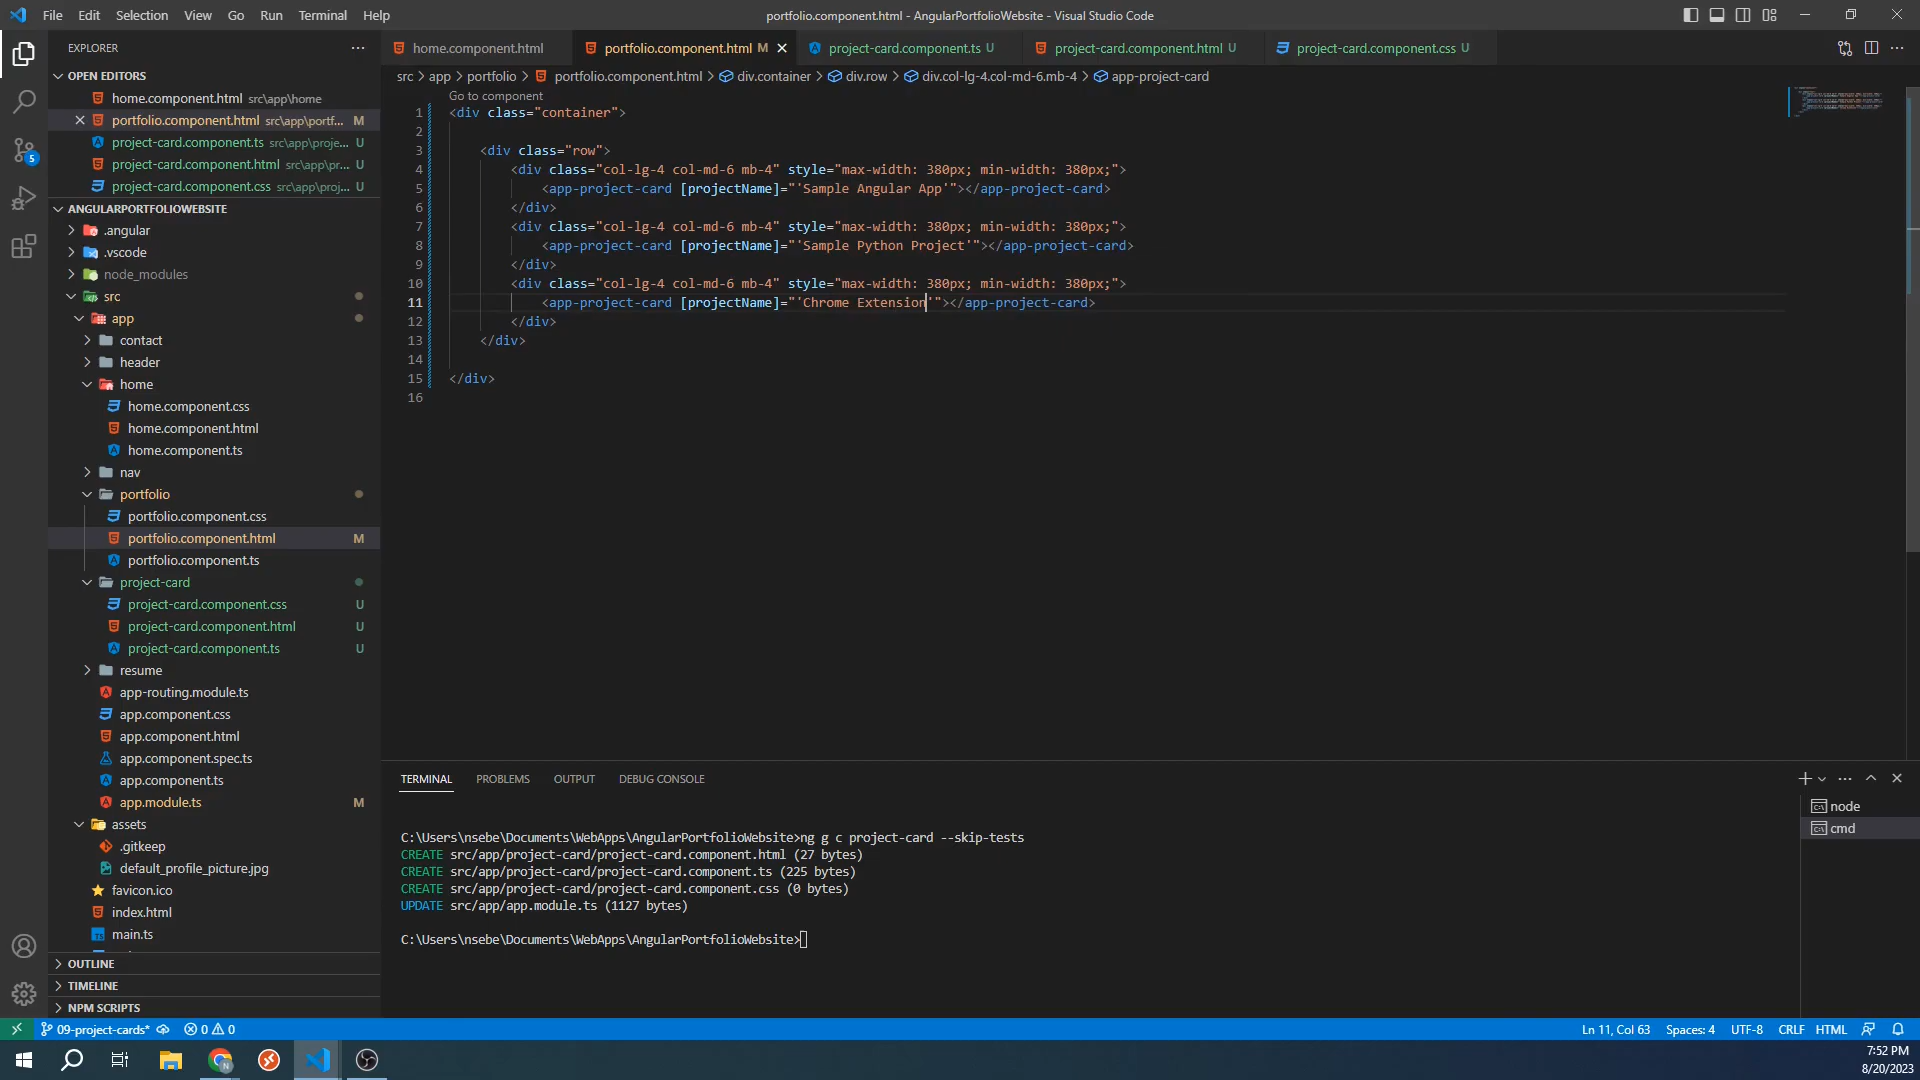 File Edit Selection View Go Run Terminal Help
portfolio.component.html - AngularPortfolioWebsite - Visual Studio Code
EXPLORER
OPEN EDITORS
home.component.html src\app\home
portfolio.component.html src\app\portf... M
project-card.component.ts src\app\proje... U
project-card.component.html src\app\pr... U
project-card.component.css src\app\proj... U
ANGULARPORTFOLIOWEBSITE
.angular
.vscode
node_modules
src
app
contact
header
home
home.component.css
home.component.html
home.component.ts
nav
portfolio
portfolio.component.css
portfolio.component.html M
portfolio.component.ts
project-card
project-card.component.css U
project-card.component.html U
project-card.component.ts U
resume
app-routing.module.ts
app.component.css
app.component.html
app.component.spec.ts
app.component.ts
app.module.ts M
assets
.gitkeep
default_profile_picture.jpg
favicon.ico
index.html
main.ts
OUTLINE
TIMELINE
NPM SCRIPTS
home.component.html portfolio.component.html M project-card.component.ts U project-card.component.html U project-card.component.css U
src > app > portfolio > portfolio.component.html > div.container > div.row > div.col-lg-4.col-md-6.mb-4 > app-project-card
Go to component
1 <div class="container">
2
3 <div class="row">
4 <div class="col-lg-4 col-md-6 mb-4" style="max-width: 380px; min-width: 380px;">
5 <app-project-card [projectName]="'Sample Angular App'"></app-project-card>
6 </div>
7 <div class="col-lg-4 col-md-6 mb-4" style="max-width: 380px; min-width: 380px;">
8 <app-project-card [projectName]="'Sample Python Project'"></app-project-card>
9 </div>
10 <div class="col-lg-4 col-md-6 mb-4" style="max-width: 380px; min-width: 380px;">
11 <app-project-card [projectName]="'Chrome Extension'"></app-project-card>
12 </div>
13 </div>
14
15 </div>
16
TERMINAL PROBLEMS OUTPUT DEBUG CONSOLE
node
cmd
C:\Users\nsebe\Documents\WebApps\AngularPortfolioWebsite>ng g c project-card --skip-tests
CREATE src/app/project-card/project-card.component.html (27 bytes)
CREATE src/app/project-card/project-card.component.ts (225 bytes)
CREATE src/app/project-card/project-card.component.css (0 bytes)
UPDATE src/app/app.module.ts (1127 bytes)
C:\Users\nsebe\Documents\WebApps\AngularPortfolioWebsite>
5
09-project-cards* 0 0
Ln 11, Col 63 Spaces: 4 UTF-8 CRLF HTML
7:52 PM
8/20/2023